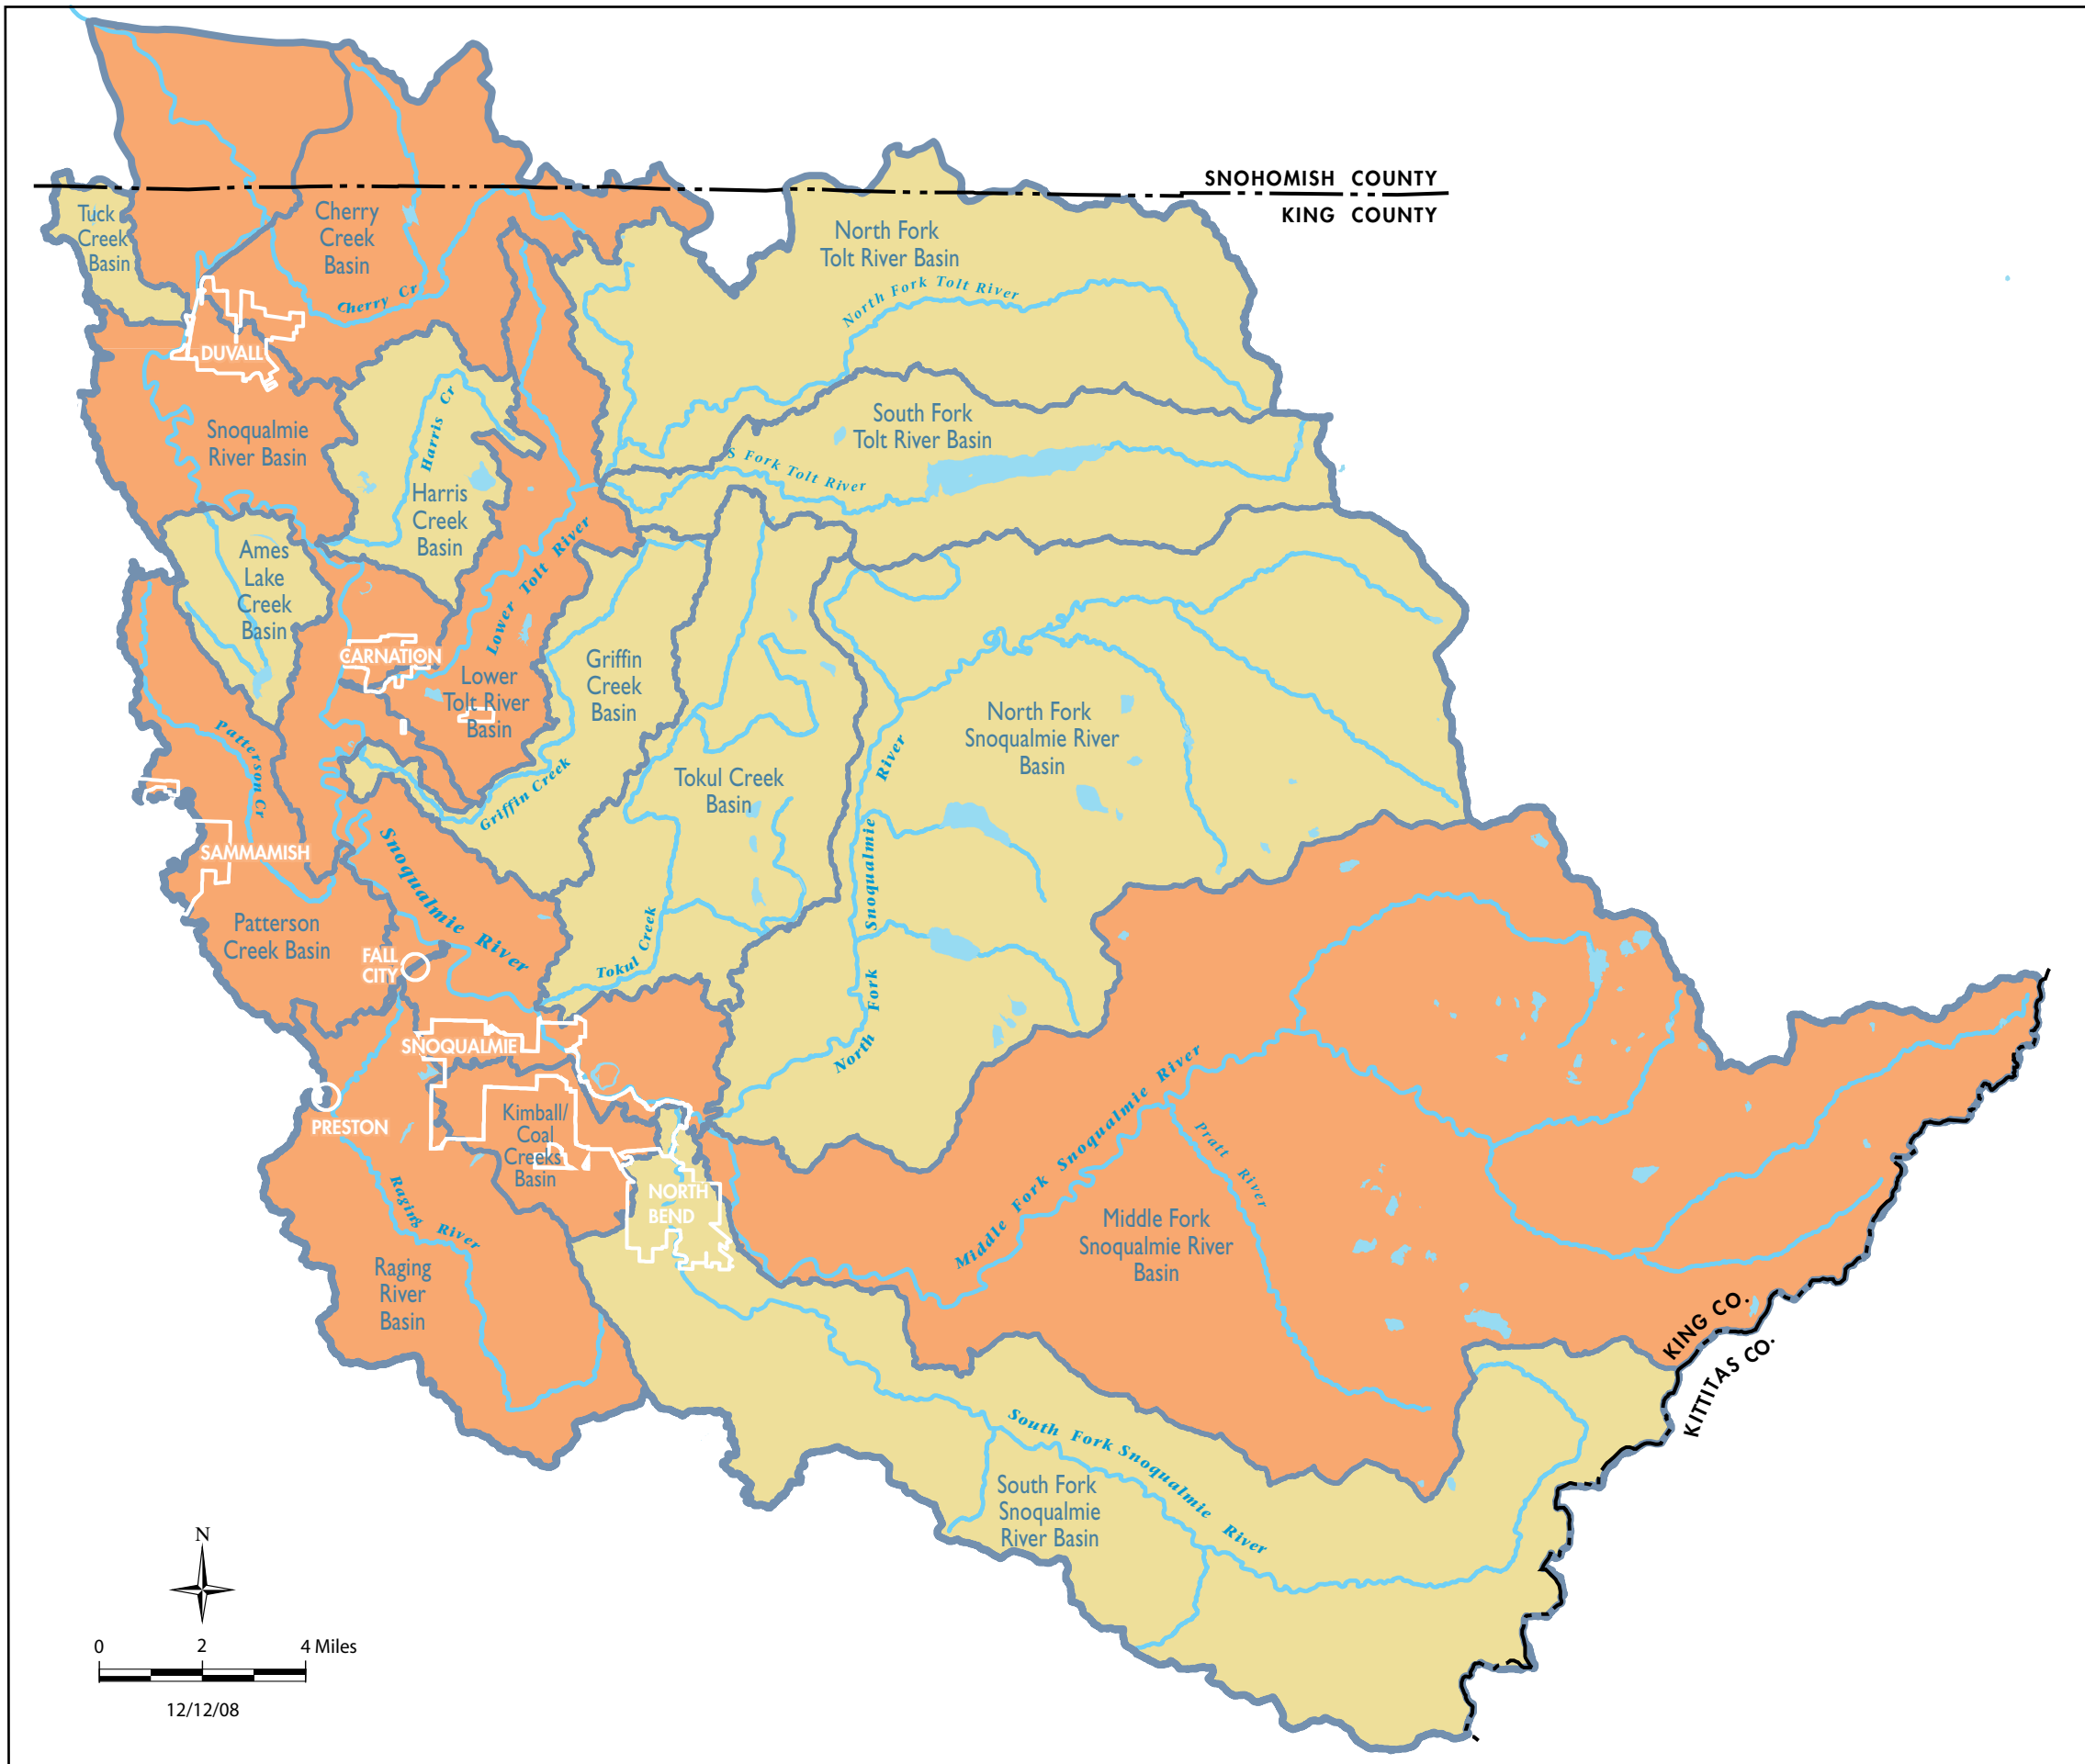 SNOHOMISH COUNTY
KING COUNTY
Tuck
Creek
Basin
Cherry
Creek
Basin
Cherry Cr
North Fork
Tolt River Basin
North Fork Tolt River
DUVALL
Snoqualmie
River Basin
Harris Cr
Harris
Creek
Basin
South Fork
Tolt River Basin
S Fork Tolt River
Ames
Lake
Creek
Basin
Lower Tolt River
CARNATION
Lower
Tolt River
Basin
Griffin
Creek
Basin
Griffin Creek
Patterson Cr
Tokul Creek
Basin
North Fork
Snoqualmie River
Basin
North Fork Snoqualmie River
SAMMAMISH
Snoqualmie River
Patterson
Creek Basin
FALL
CITY
Tokul Creek
SNOQUALMIE
PRESTON
Kimball/
Coal
Creeks
Basin
NORTH
BEND
Raging River
Raging
River
Basin
Middle Fork Snoqualmie River
Pratt River
Middle Fork
Snoqualmie River
Basin
KING CO.
KITTITAS CO.
South Fork Snoqualmie River
South Fork
Snoqualmie
River Basin
N
0 2 4 Miles
12/12/08